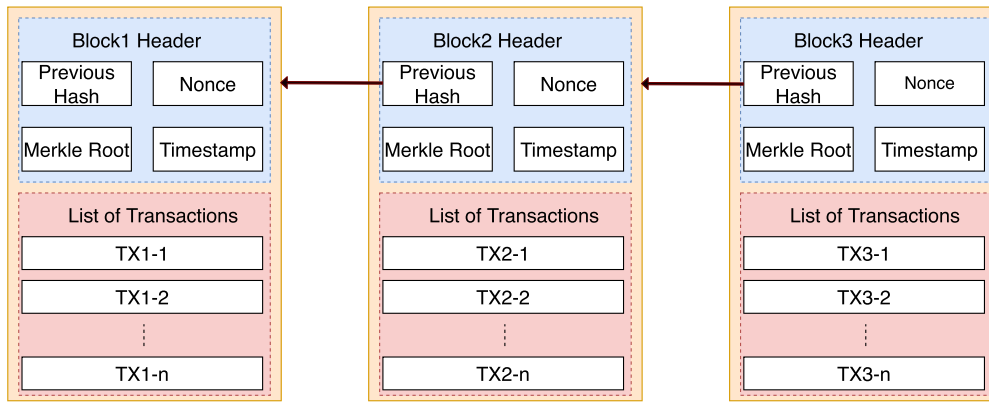 Block1 Header
Previous
Hash
Nonce
Merkle Root
Timestamp
List of Transactions
TX1-1
TX1-2
TX1-n
Block2 Header
Previous
Hash
Nonce
Merkle Root
Timestamp
List of Transactions
TX2-1
TX2-2
TX2-n
Block3 Header
Previous
Hash
Nonce
Merkle Root
Timestamp
List of Transactions
TX3-1
TX3-2
TX3-n